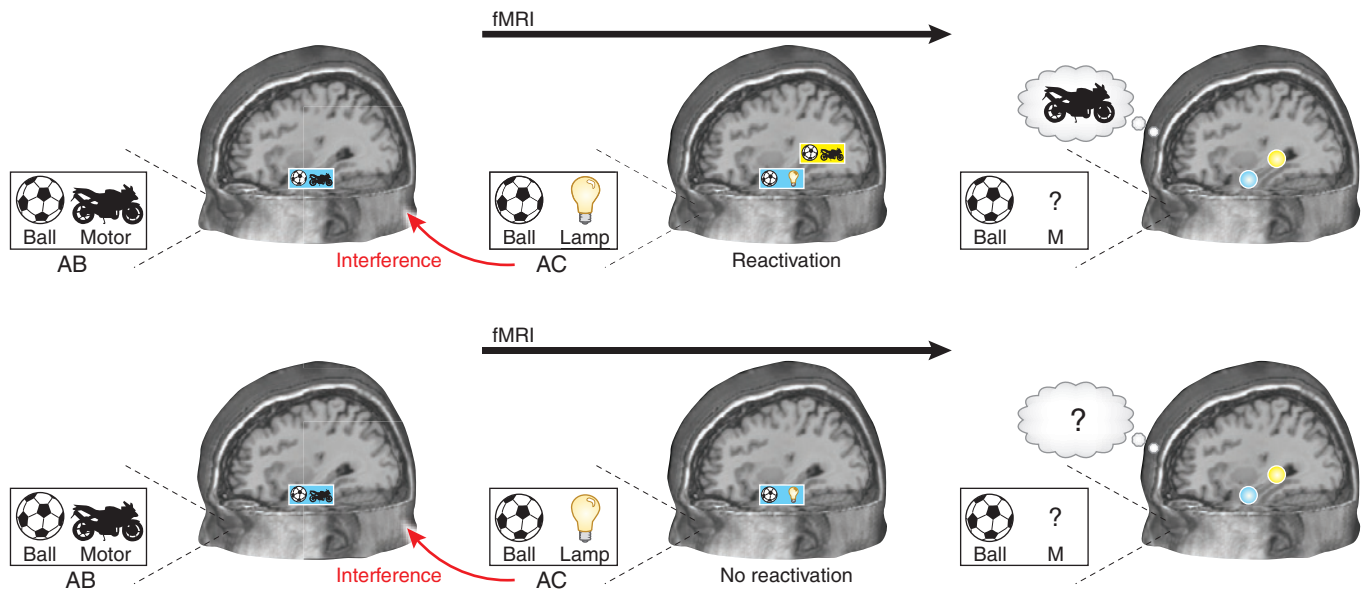 fMRI
Ball Motor
AB
Interference
Ball Lamp
AC
Reactivation
?
Ball M
fMRI
?
Ball Motor
AB
Interference
Ball Lamp
AC
No reactivation
?
Ball M